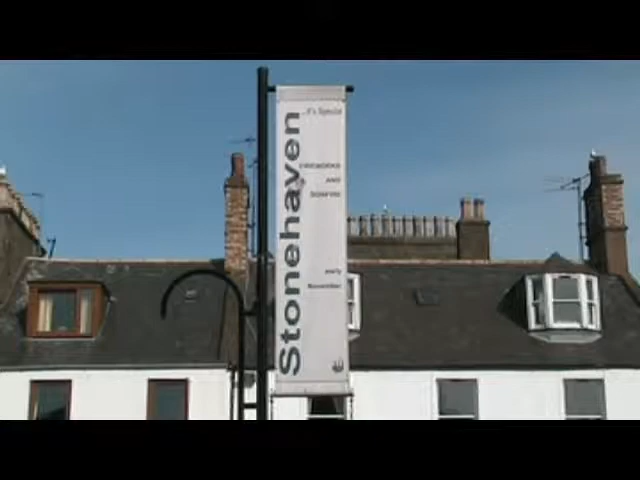 Stonehaven
...it's Special
FIREWORKS
AND
BONFIRE
early
November